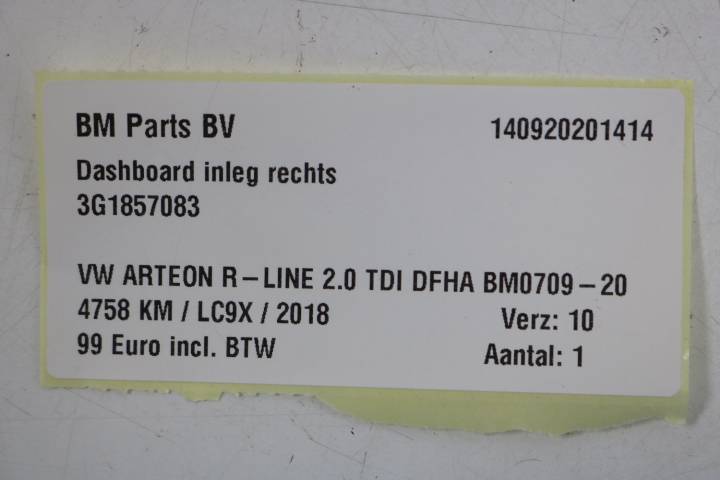 BM Parts BV 140920201414
Dashboard inleg rechts
3G1857083
VW ARTEON R-LINE 2.0 TDI DFHA BM0709-20
4758 KM / LC9X / 2018 Verz: 10
99 Euro incl. BTW Aantal: 1